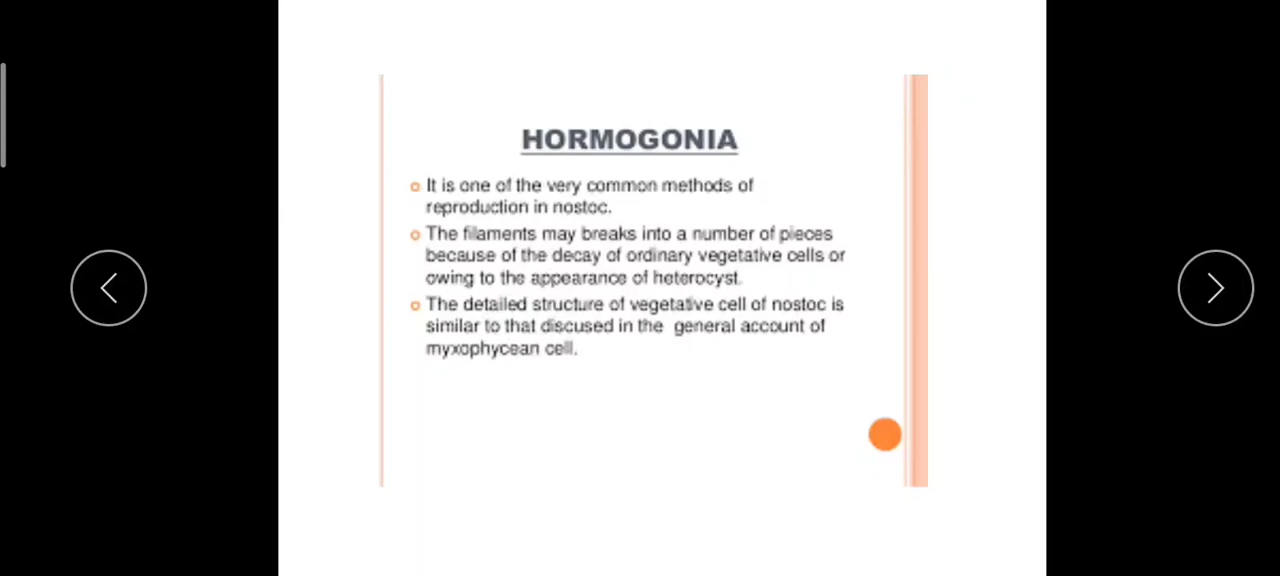 HORMOGONIA
It is one of the very common methods of
reproduction in nostoc.
The filaments may breaks into a number of pieces
because of the decay of ordinary vegetative cells or
owing to the appearance of heterocyst.
The detailed structure of vegetative cell of nostoc is
similar to that discused in the general account of
myxophycean cell.